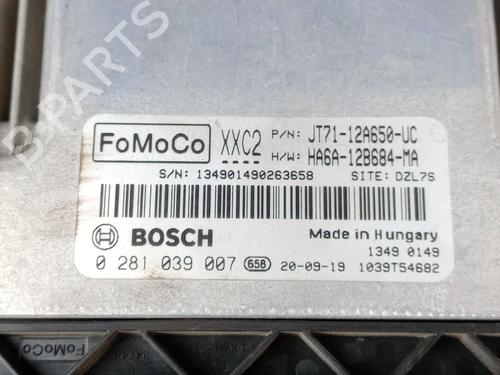 FoMoCo XXC2 P/N: JT71-12A650-UC
H/W: HA6A-12B684-MA
S/N: 134901490263658 SITE: DZL7S
BOSCH Made in Hungary
1349 0149
0 281 039 007 658 20-09-19 1039T54682
B-PARTS
FoMoCo